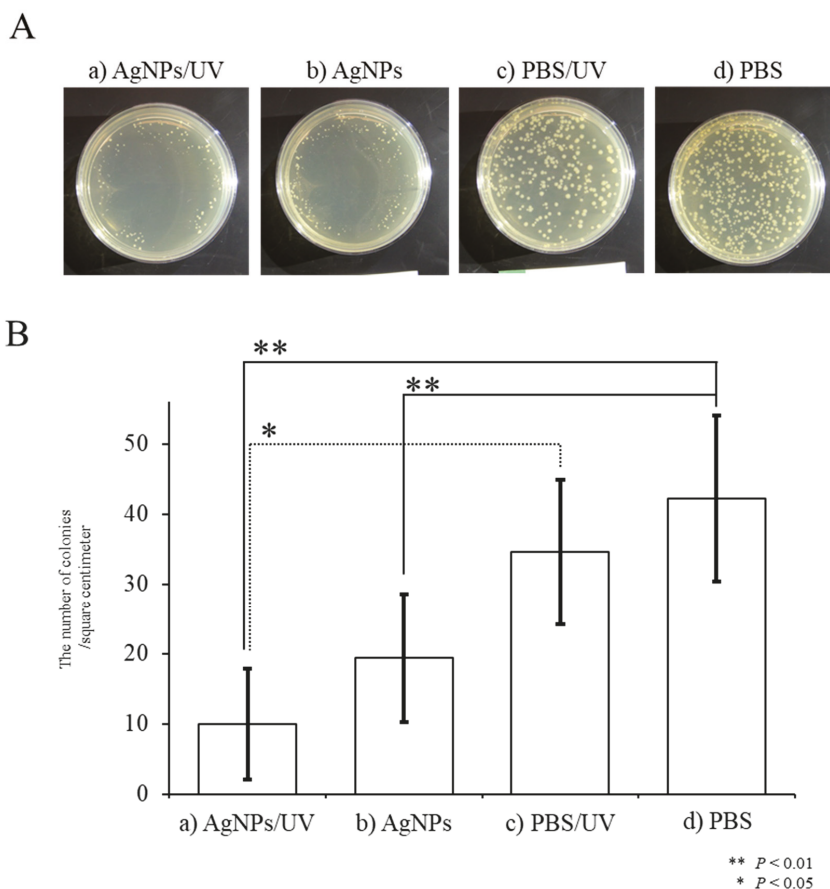 A
a) AgNPs/UV b) AgNPs c) PBS/UV d) PBS
B
**
**
*
The number of colonies
/square centimeter
50
40
30
20
10
0
a) AgNPs/UV b) AgNPs c) PBS/UV d) PBS
** P < 0.01
* P < 0.05